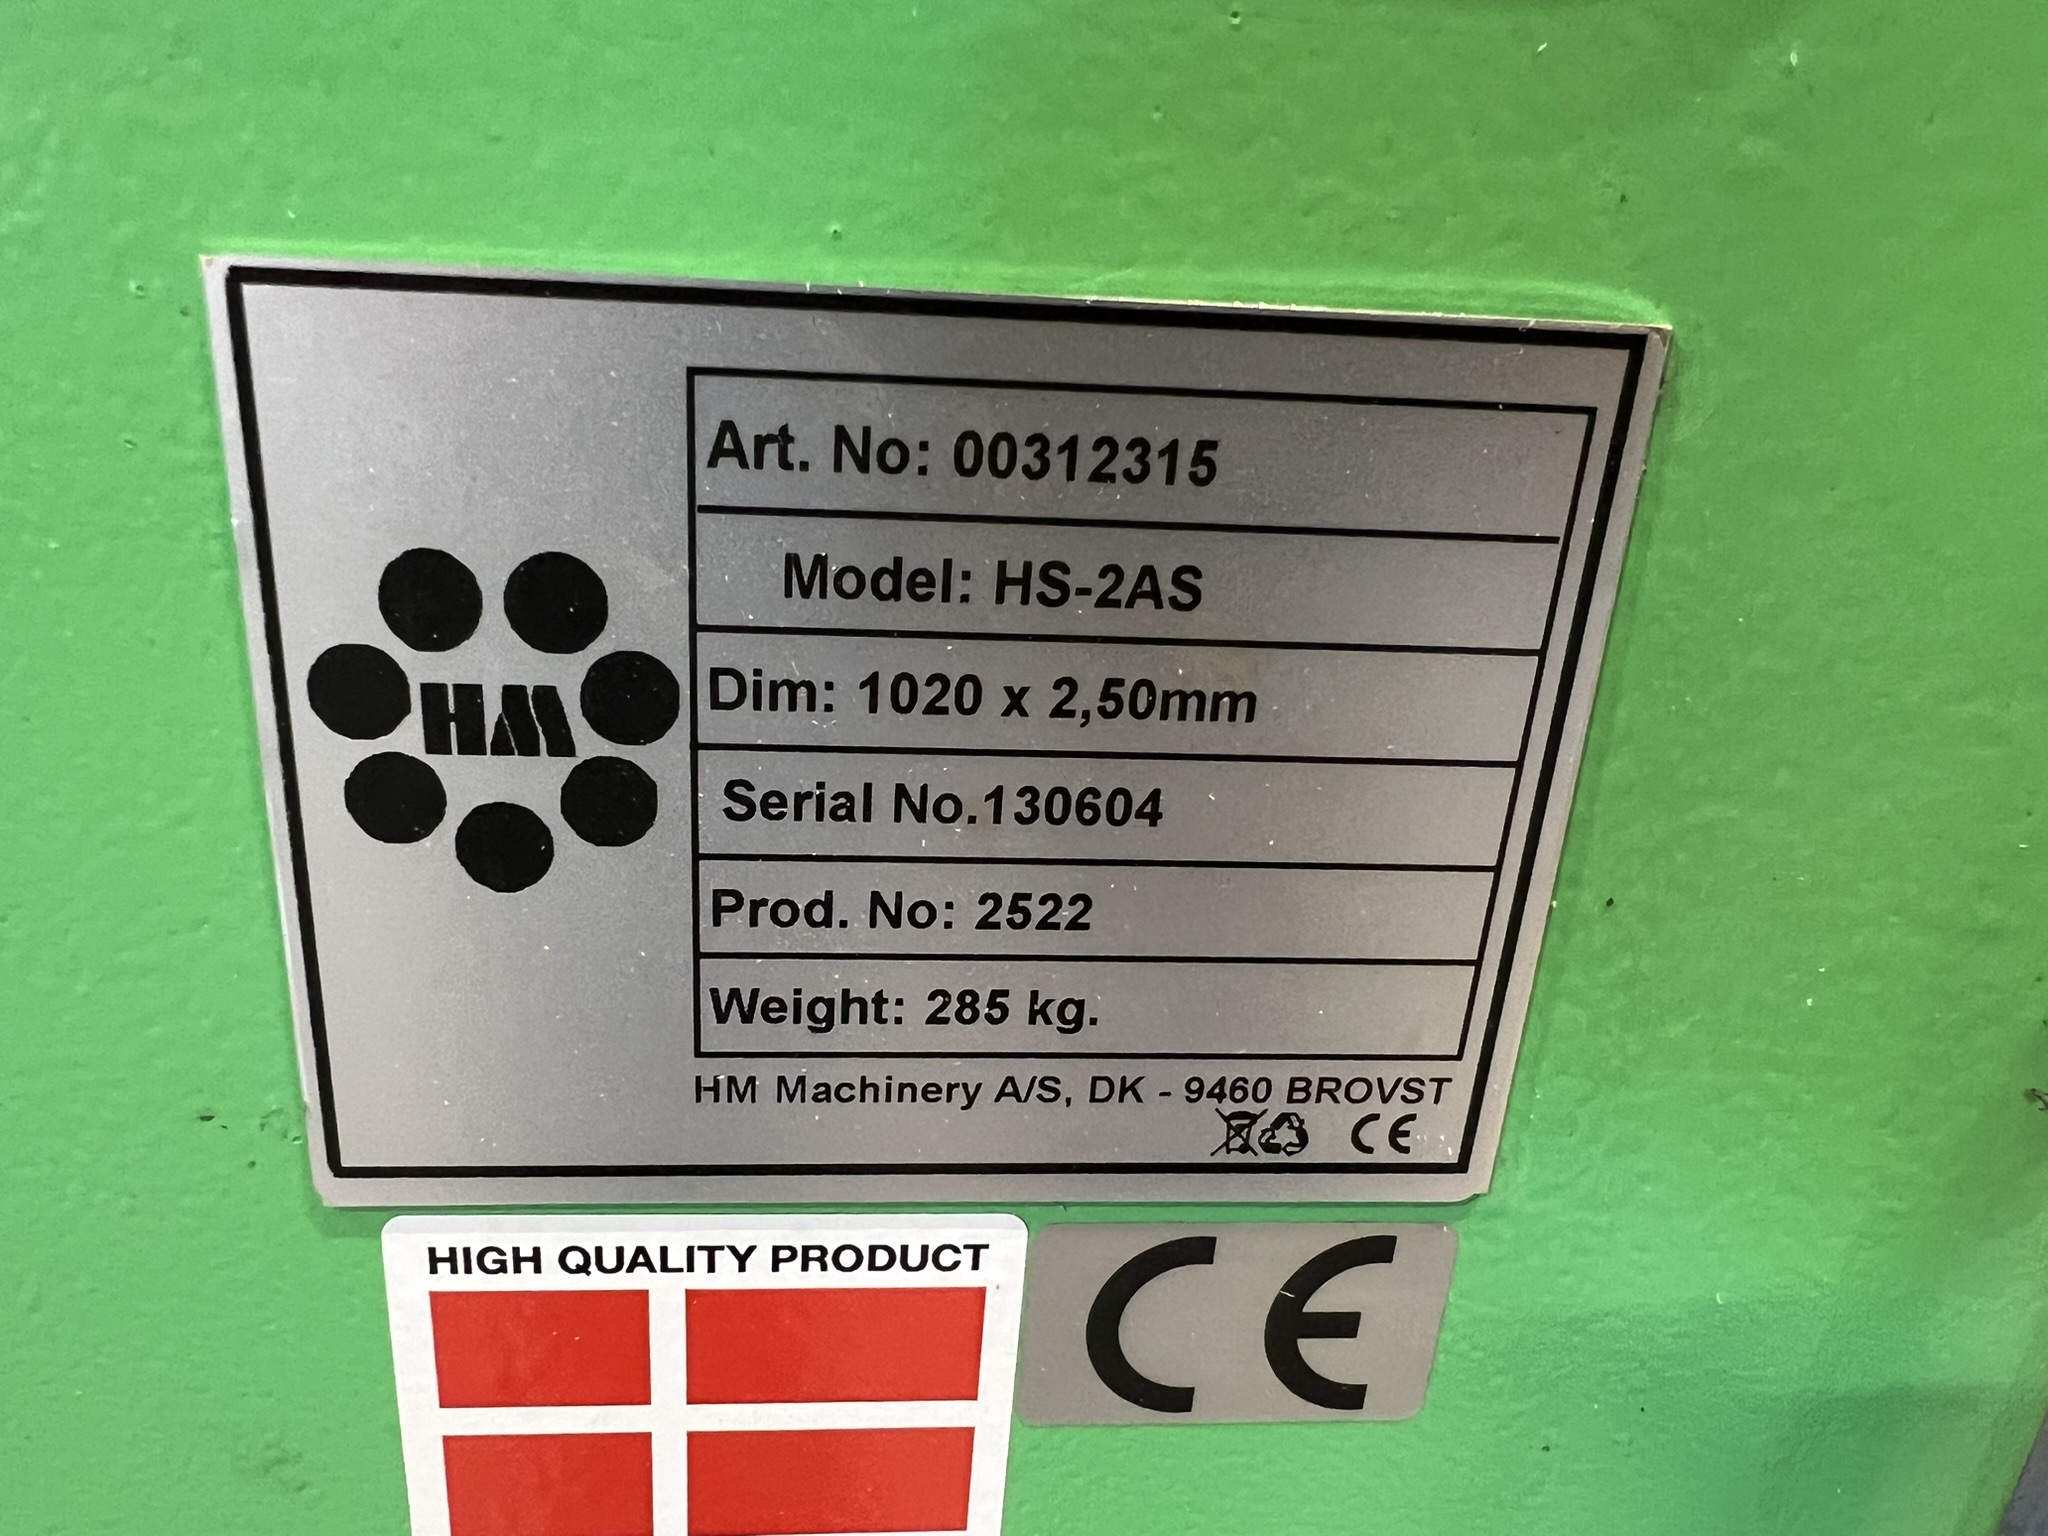 Art. No: 00312315
Model: HS-2AS
Dim: 1020 x 2,50mm
HM
Serial No.130604
Prod. No: 2522
Weight: 285 kg.
HM Machinery A/S, DK - 9460 BROVST
CE
HIGH QUALITY PRODUCT
CE